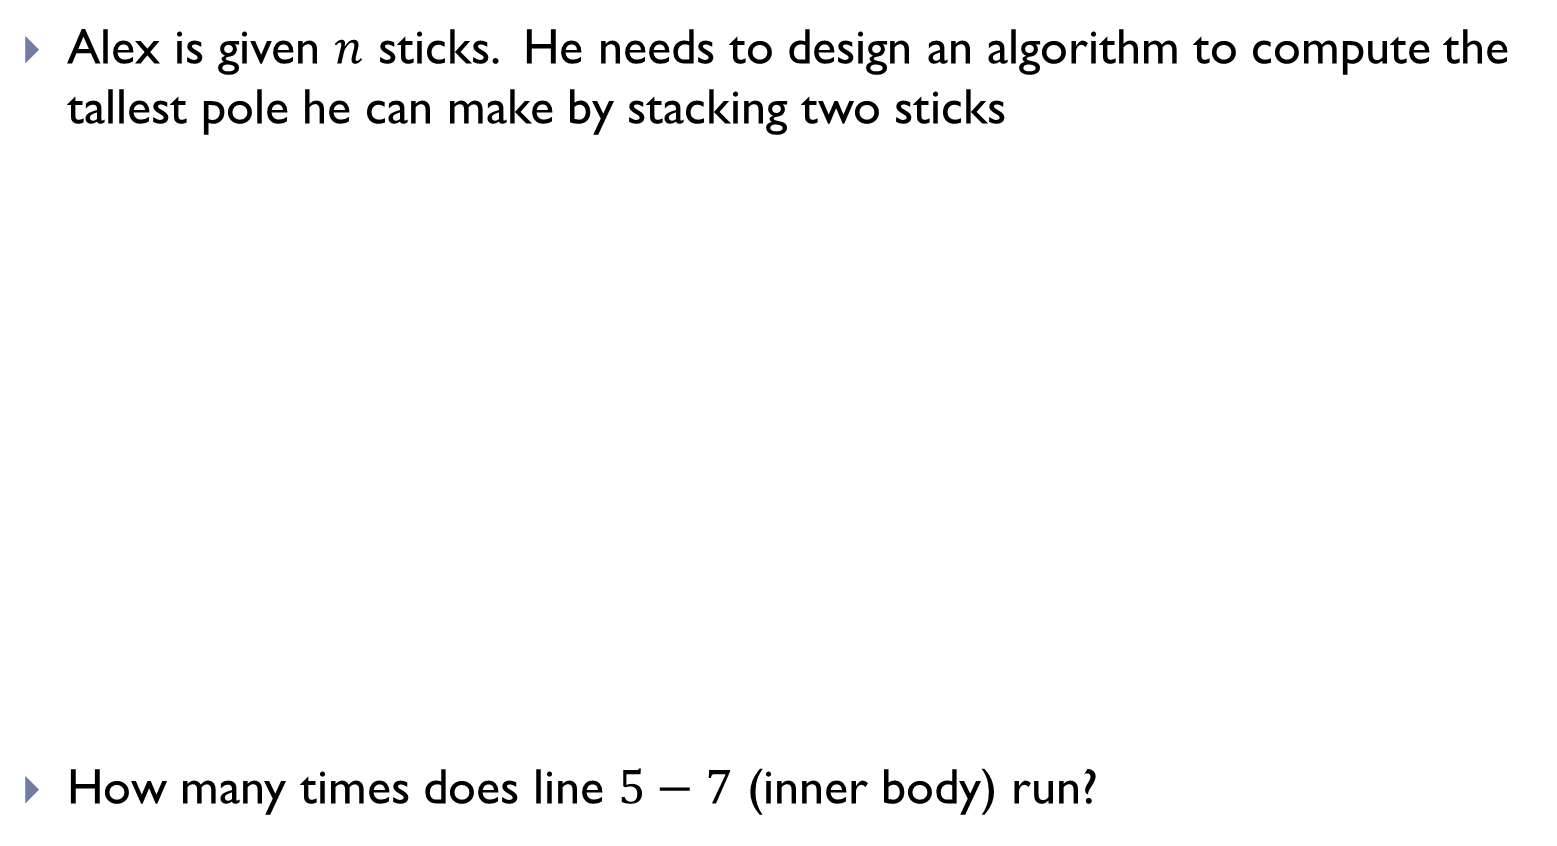 Alex is given n sticks. He needs to design an algorithm to compute the
tallest pole he can make by stacking two sticks
How many times does line 5 − 7 (inner body) run?